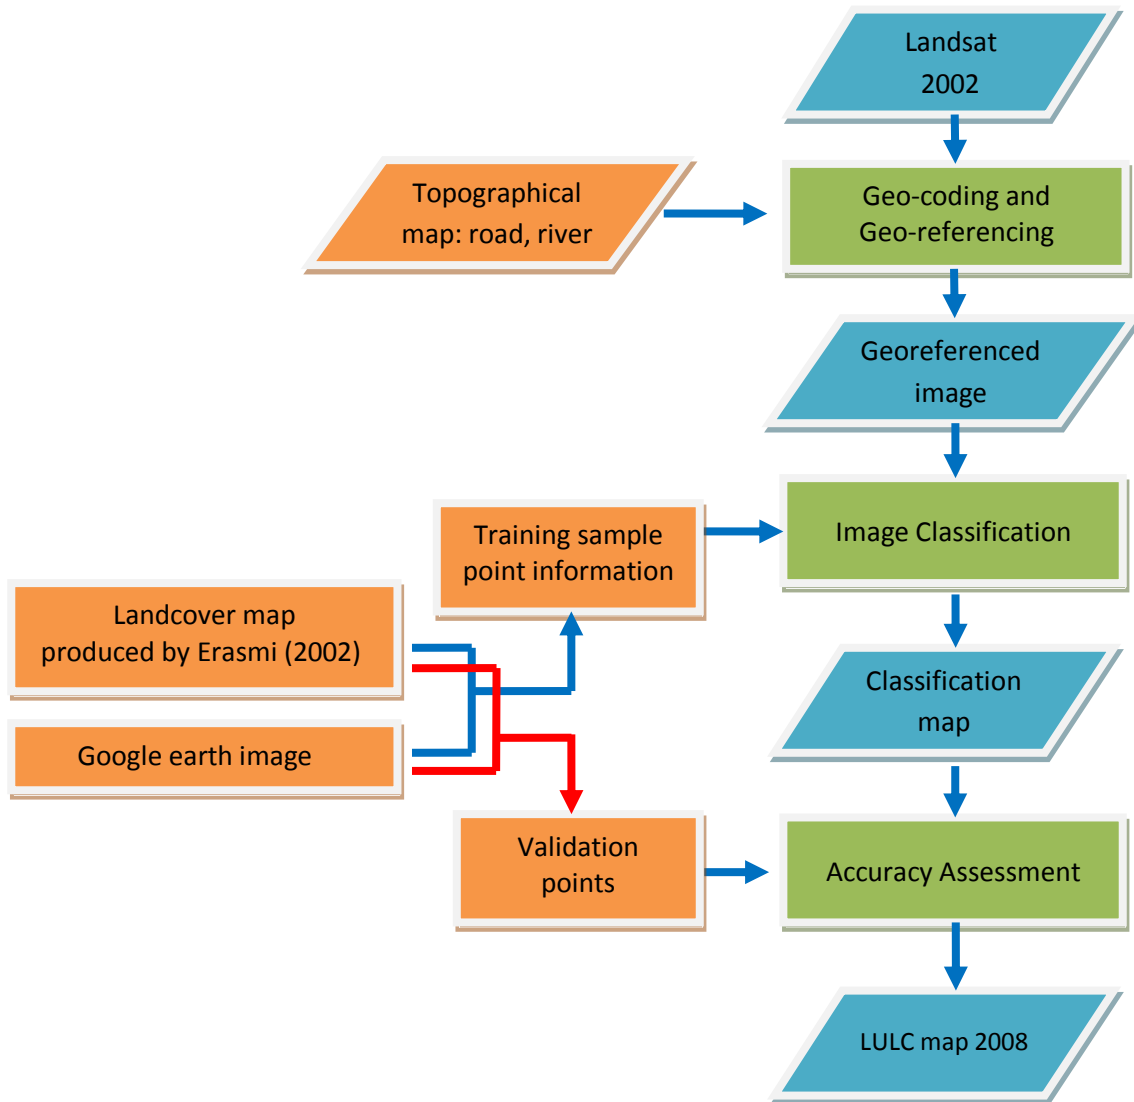 Landsat
2002
Topographical
map: road, river
Geo-coding and
Geo-referencing
Georeferenced
image
Training sample
point information
Image Classification
Landcover map
produced by Erasmi (2002)
Google earth image
Classification
map
Validation
points
Accuracy Assessment
LULC map 2008